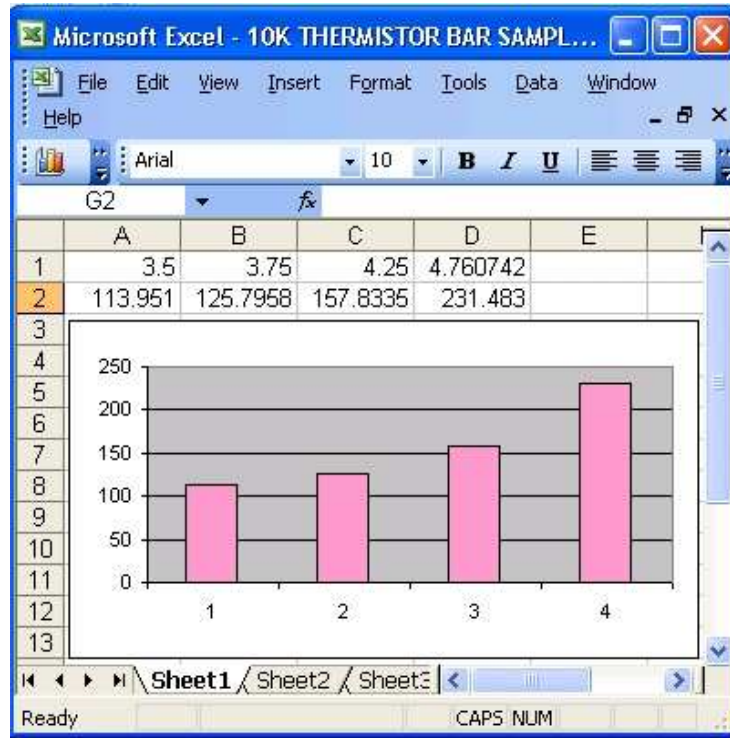 Microsoft Excel - 10K THERMISTOR BAR SAMPL...
File Edit View Insert Format Tools Data Window
Help
Arial 10 B I U
G2 fx
A B C D E
1 3.5 3.75 4.25 4.760742
2 113.951 125.7958 157.8335 231.483
3
4
5
6
7
8
9
10
11
12
13
250
200
150
100
50
0
1 2 3 4
Sheet1 Sheet2 Sheet3
Ready CAPS NUM